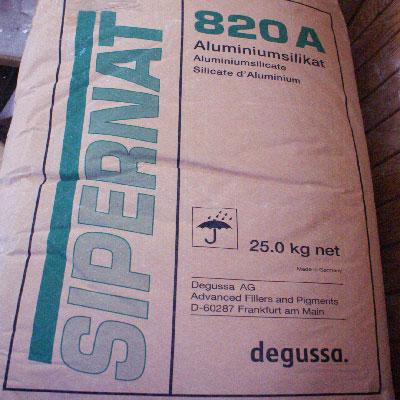 SIPERNAT
820 A
Aluminiumsilikat
Aluminiumsilicate
Silicate d'Aluminium
25.0 kg net
Made in Germany
Degussa AG
Advanced Fillers and Pigments
D-60287 Frankfurt am Main
degussa.